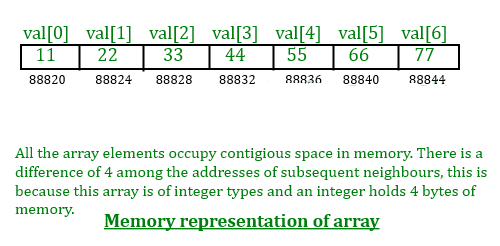 val[0] val[1] val[2] val[3] val[4] val[5] val[6]
11 22 33 44 55 66 77
88820 88824 88828 88832 88836 88840 88844
All the array elements occupy contigious space in memory. There is a
difference of 4 among the addresses of subsequent neighbours, this is
because this array is of integer types and an integer holds 4 bytes of
memory.
Memory representation of array